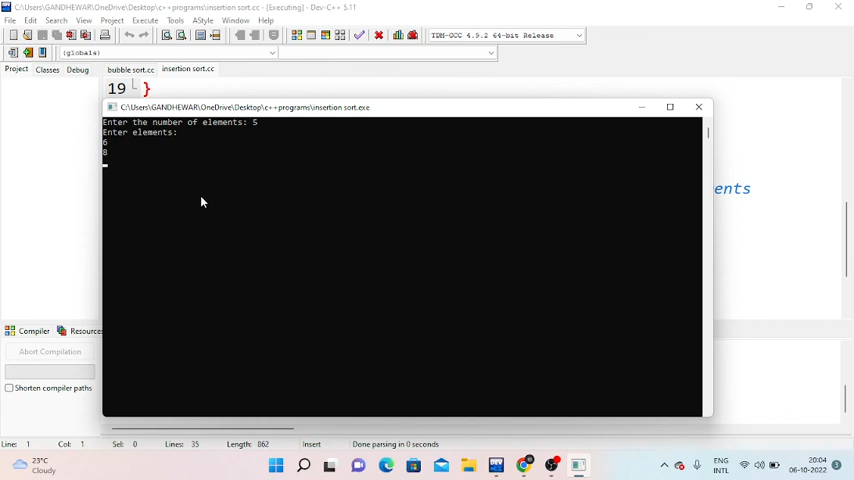 C:\Users\GANDHEWAR\OneDrive\Desktop\c++programs\insertion sort.cc - [Executing] - Dev-C++ 5.11
File Edit Search View Project Execute Tools AStyle Window Help
TDM-GCC 4.9.2 64-bit Release
(globals)
Project Classes Debug bubble sort.cc insertion sort.cc
19 }
C:\Users\GANDHEWAR\OneDrive\Desktop\c++programs\insertion sort.exe
Enter the number of elements: 5
Enter elements:
6
8
ents
Compiler Resources
Abort Compilation
Shorten compiler paths
Line: 1 Col: 1 Sel: 0 Lines: 35 Length: 862 Insert Done parsing in 0 seconds
23°C
Cloudy
DEV
ENG
INTL
20:04
06-10-2022
3